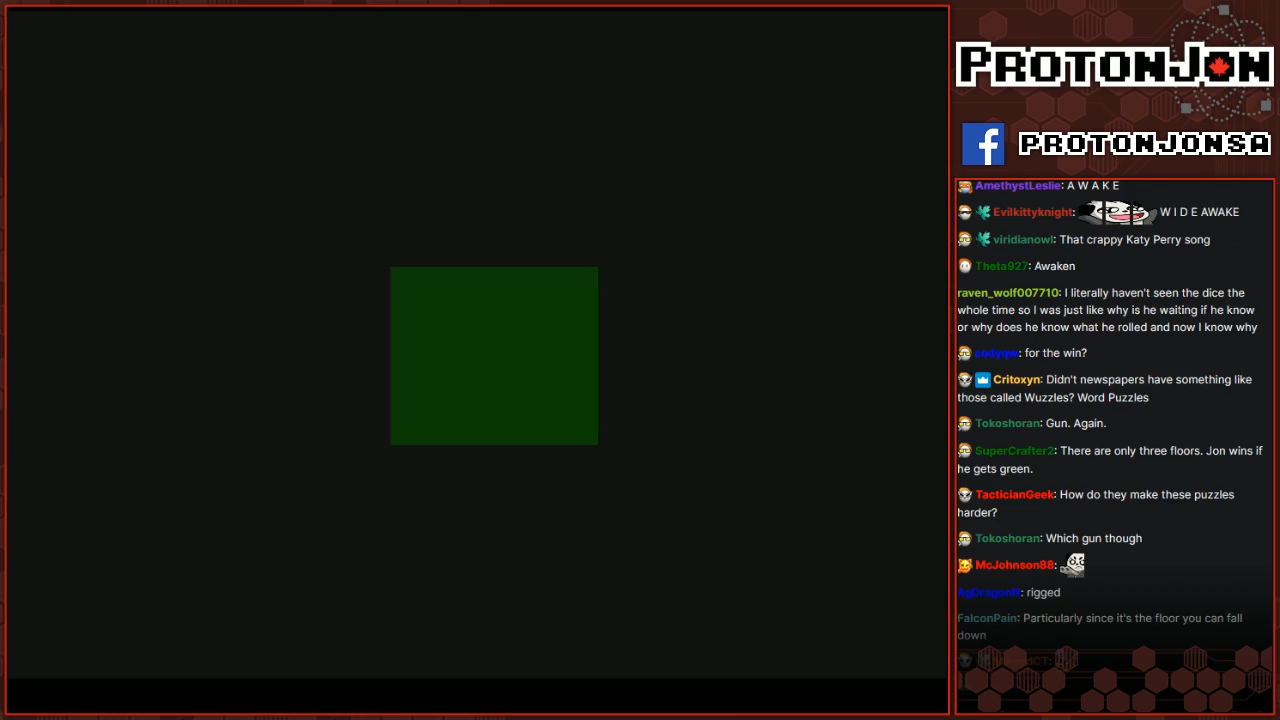 PROTONJON
PROTONJONSA
AmethystLeslie: A W A K E
Evilkittyknight: W I D E AWAKE
viridianowl: That crappy Katy Perry song
Theta927: Awaken
raven_wolf007710: I literally haven't seen the dice the
whole time so I was just like why is he waiting if he know
or why does he know what he rolled and now I know why
for the win?
Critoxyn: Didn't newspapers have something like
those called Wuzzles? Word Puzzles
Tokoshoran: Gun. Again.
SuperCrafter2: There are only three floors. Jon wins if
he gets green.
TacticianGeek: How do they make these puzzles
harder?
Tokoshoran: Which gun though
McJohnson88:
rigged
FalconPain: Particularly since it's the floor you can fall
down